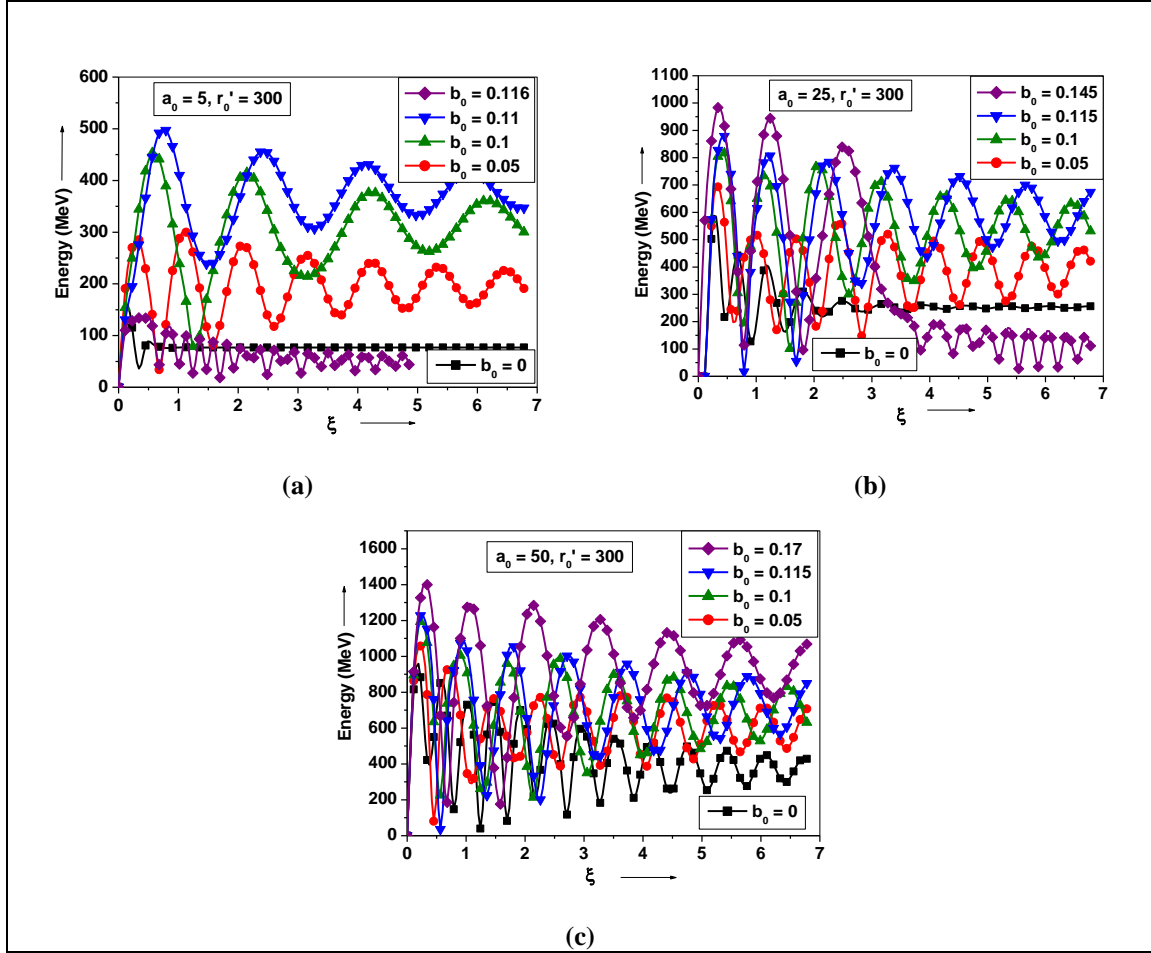 600
500
400
300
200
100
0
Energy (MeV)
a₀ = 5, r₀' = 300
b₀ = 0.116
b₀ = 0.11
b₀ = 0.1
b₀ = 0.05
b₀ = 0
0 1 2 3 4 5 6 7
ξ
(a)
1100
1000
900
800
700
600
500
400
300
200
100
0
Energy (MeV)
a₀ = 25, r₀' = 300
b₀ = 0.145
b₀ = 0.115
b₀ = 0.1
b₀ = 0.05
b₀ = 0
0 1 2 3 4 5 6 7
ξ
(b)
1600
1400
1200
1000
800
600
400
200
0
Energy (MeV)
a₀ = 50, r₀' = 300
b₀ = 0.17
b₀ = 0.115
b₀ = 0.1
b₀ = 0.05
b₀ = 0
0 1 2 3 4 5 6 7
ξ
(c)